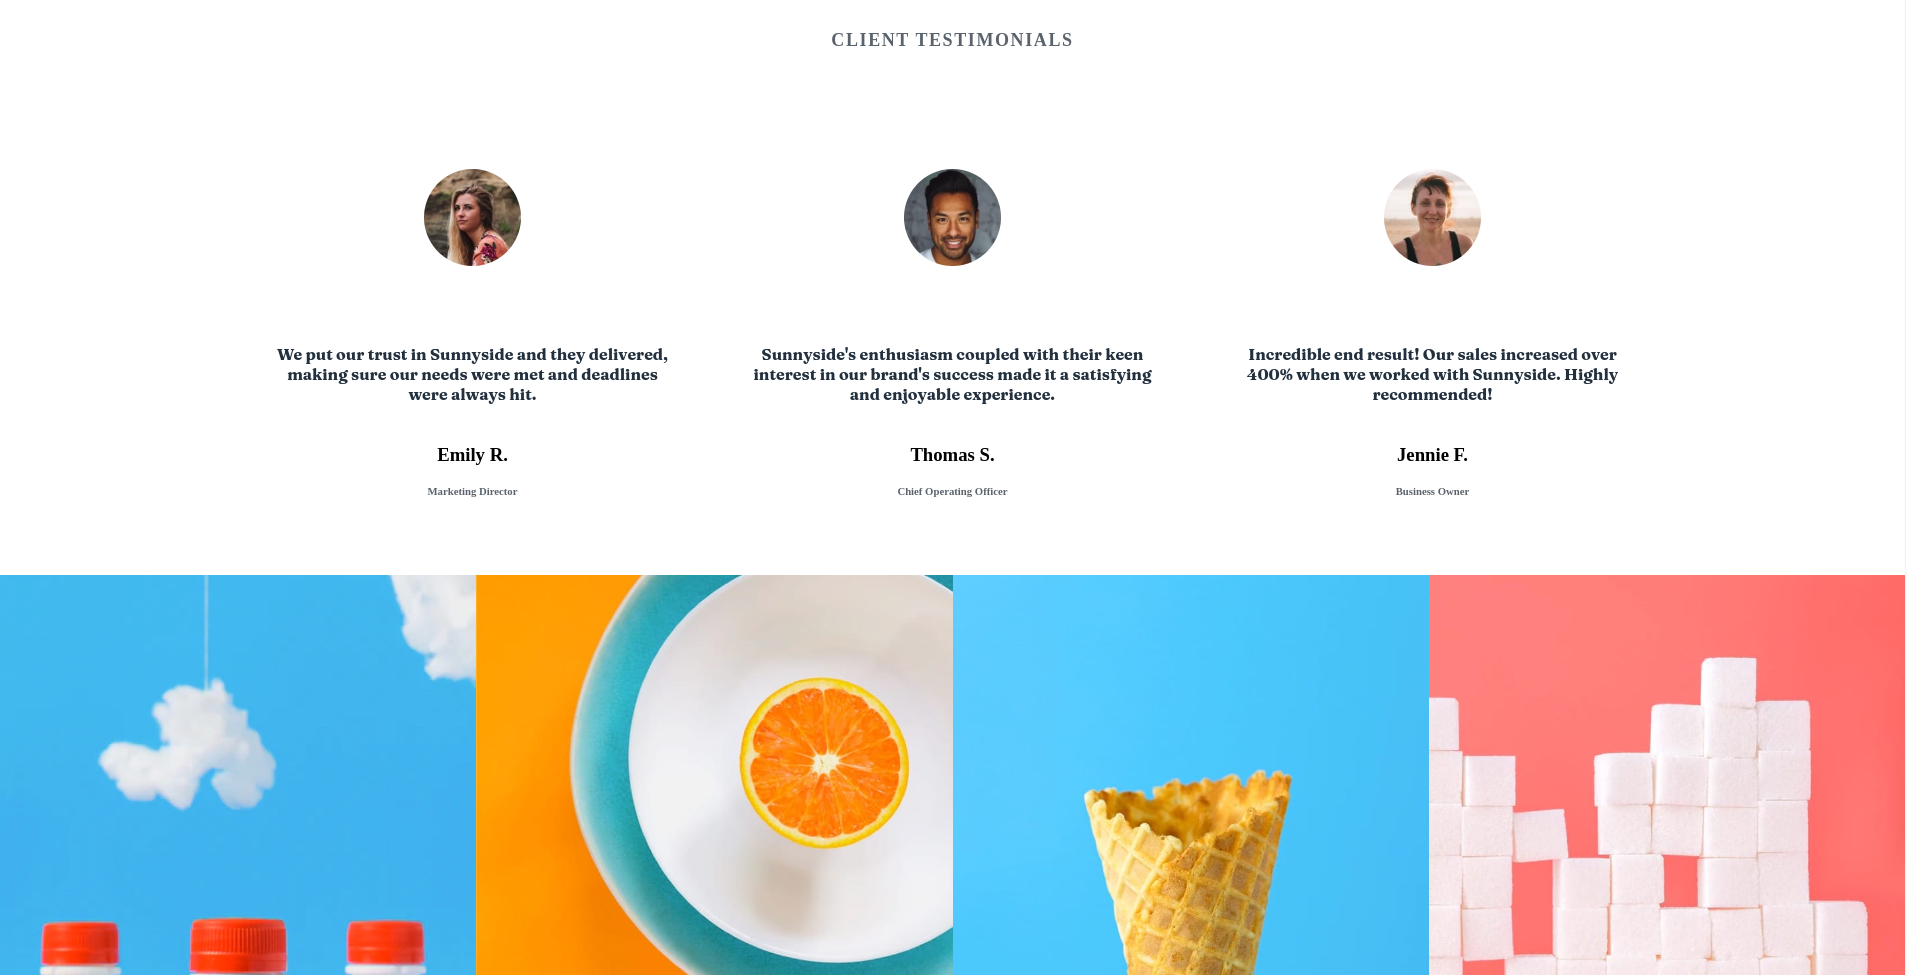 CLIENT TESTIMONIALS
We put our trust in Sunnyside and they delivered,
making sure our needs were met and deadlines
were always hit.
Emily R.
Marketing Director
Sunnyside's enthusiasm coupled with their keen
interest in our brand's success made it a satisfying
and enjoyable experience.
Thomas S.
Chief Operating Officer
Incredible end result! Our sales increased over
400% when we worked with Sunnyside. Highly
recommended!
Jennie F.
Business Owner